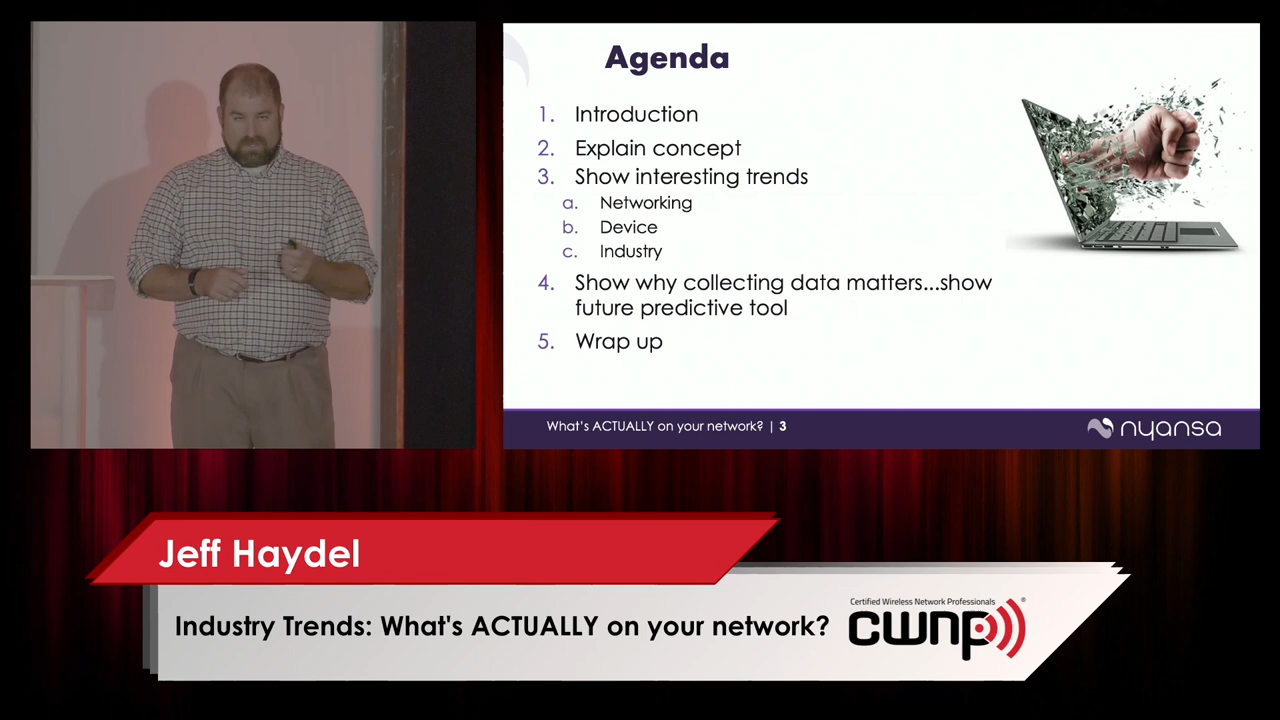 Agenda
1. Introduction
2. Explain concept
3. Show interesting trends
a. Networking
b. Device
c. Industry
4. Show why collecting data matters...show
future predictive tool
5. Wrap up
What's ACTUALLY on your network? | 3
nyansa
Jeff Haydel
Industry Trends: What's ACTUALLY on your network?
Certified Wireless Network Professionals
cwnp
®